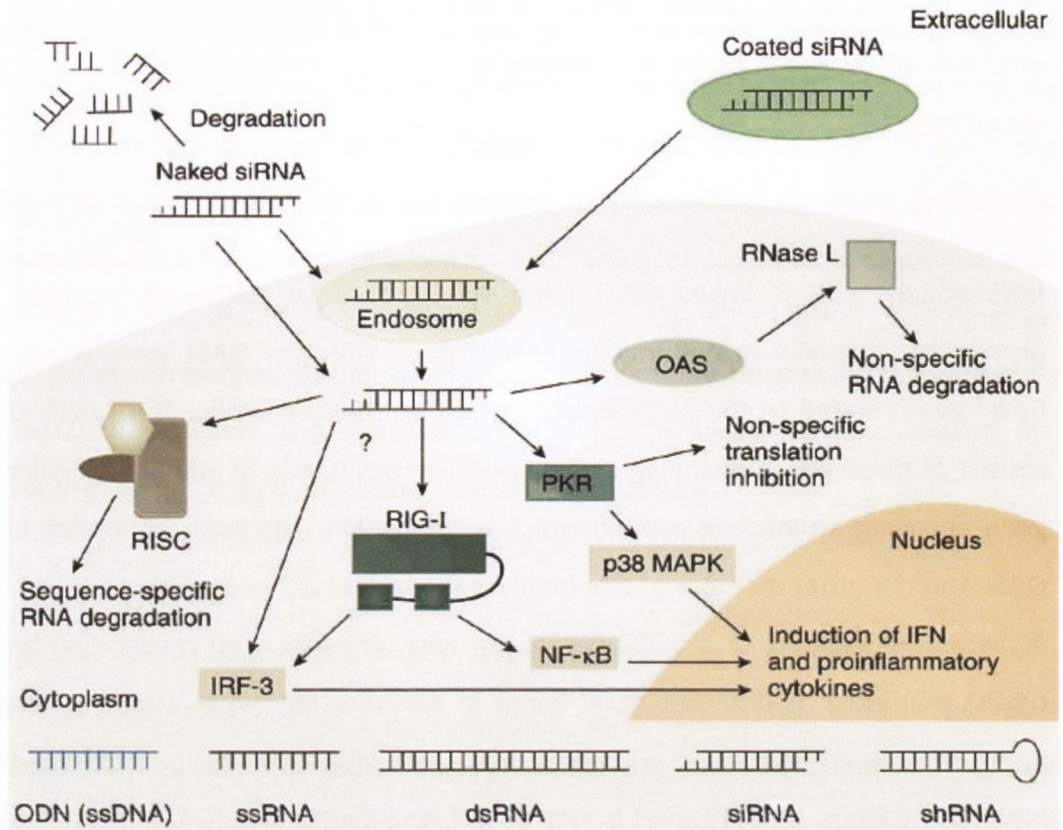 Extracellular
Coated siRNA
Degradation
Naked siRNA
RNase L
Endosome
OAS
Non-specific
RNA degradation
?
Non-specific
translation
inhibition
PKR
RIG-I
RISC
Nucleus
p38 MAPK
Sequence-specific
RNA degradation
Induction of IFN
and proinflammatory
cytokines
NF-κB
IRF-3
Cytoplasm
ODN (ssDNA)
ssRNA
dsRNA
siRNA
shRNA